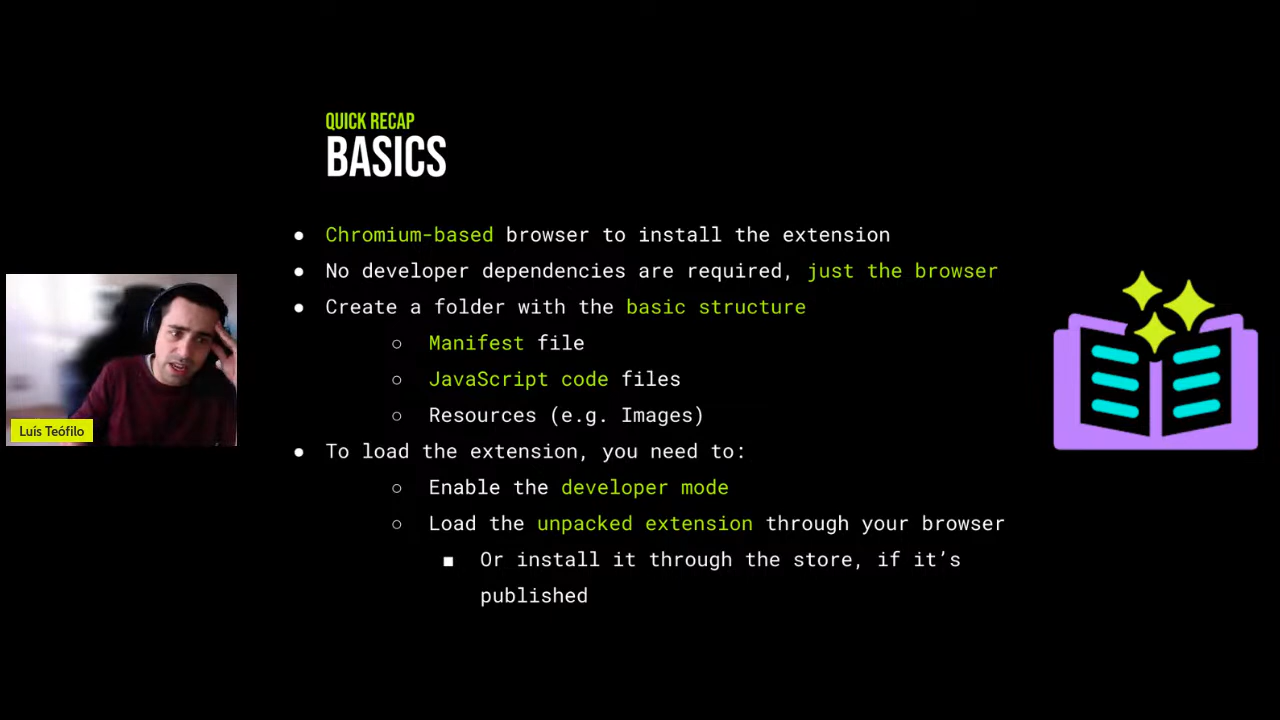 QUICK RECAP
BASICS
● Chromium-based browser to install the extension
● No developer dependencies are required, just the browser
● Create a folder with the basic structure
○ Manifest file
○ JavaScript code files
○ Resources (e.g. Images)
● To load the extension, you need to:
○ Enable the developer mode
○ Load the unpacked extension through your browser
■ Or install it through the store, if it’s
published
Luís Teófilo